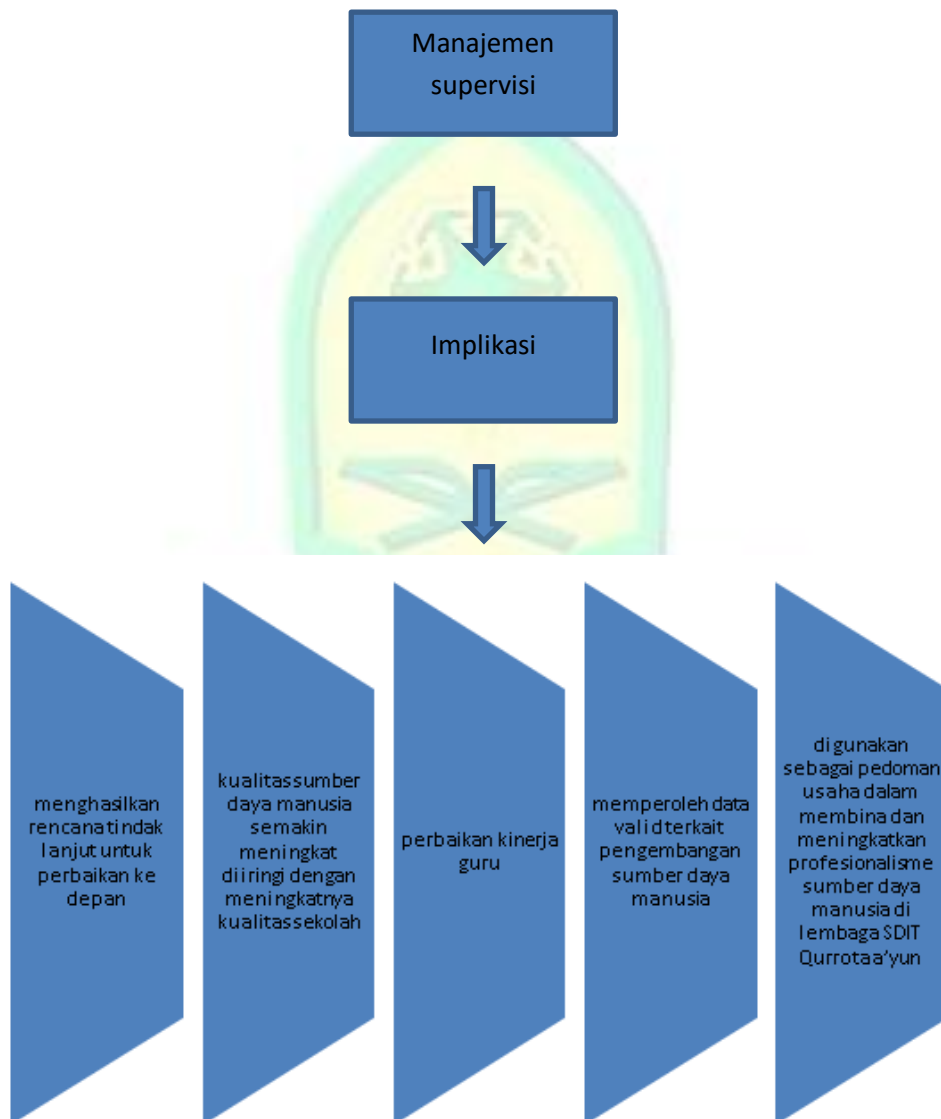 Manajemen
supervisi
Implikasi
menghasilkan
rencana tindak
lanjut untuk
perbaikan ke
depan
kualitas sumber
daya manusia
semakin
meningkat
diiringi dengan
meningkatnya
kualitas sekolah
perbaikan kinerja
guru
memperoleh data
valid terkait
pengembangan
sumber daya
manusia
digunakan
sebagai pedoman
usaha dalam
membina dan
meningkatkan
profesionalisme
sumber daya
manusia di
lembaga SDIT
Qurrota a'yun